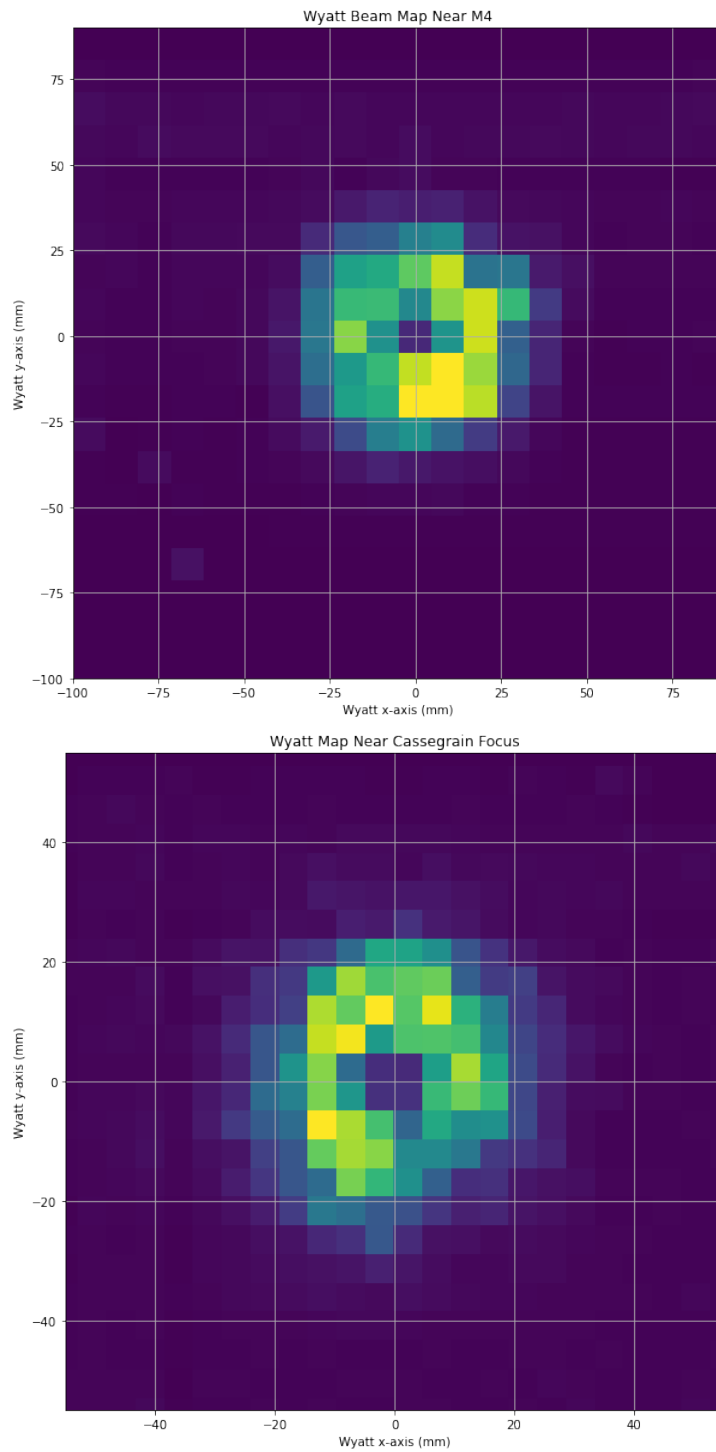 Wyatt Beam Map Near M4
75
50
25
0
−25
−50
−75
−100
Wyatt y-axis (mm)
−100 −75 −50 −25 0 25 50 75
Wyatt x-axis (mm)
Wyatt Map Near Cassegrain Focus
40
20
0
−20
−40
Wyatt y-axis (mm)
−40 −20 0 20 40
Wyatt x-axis (mm)